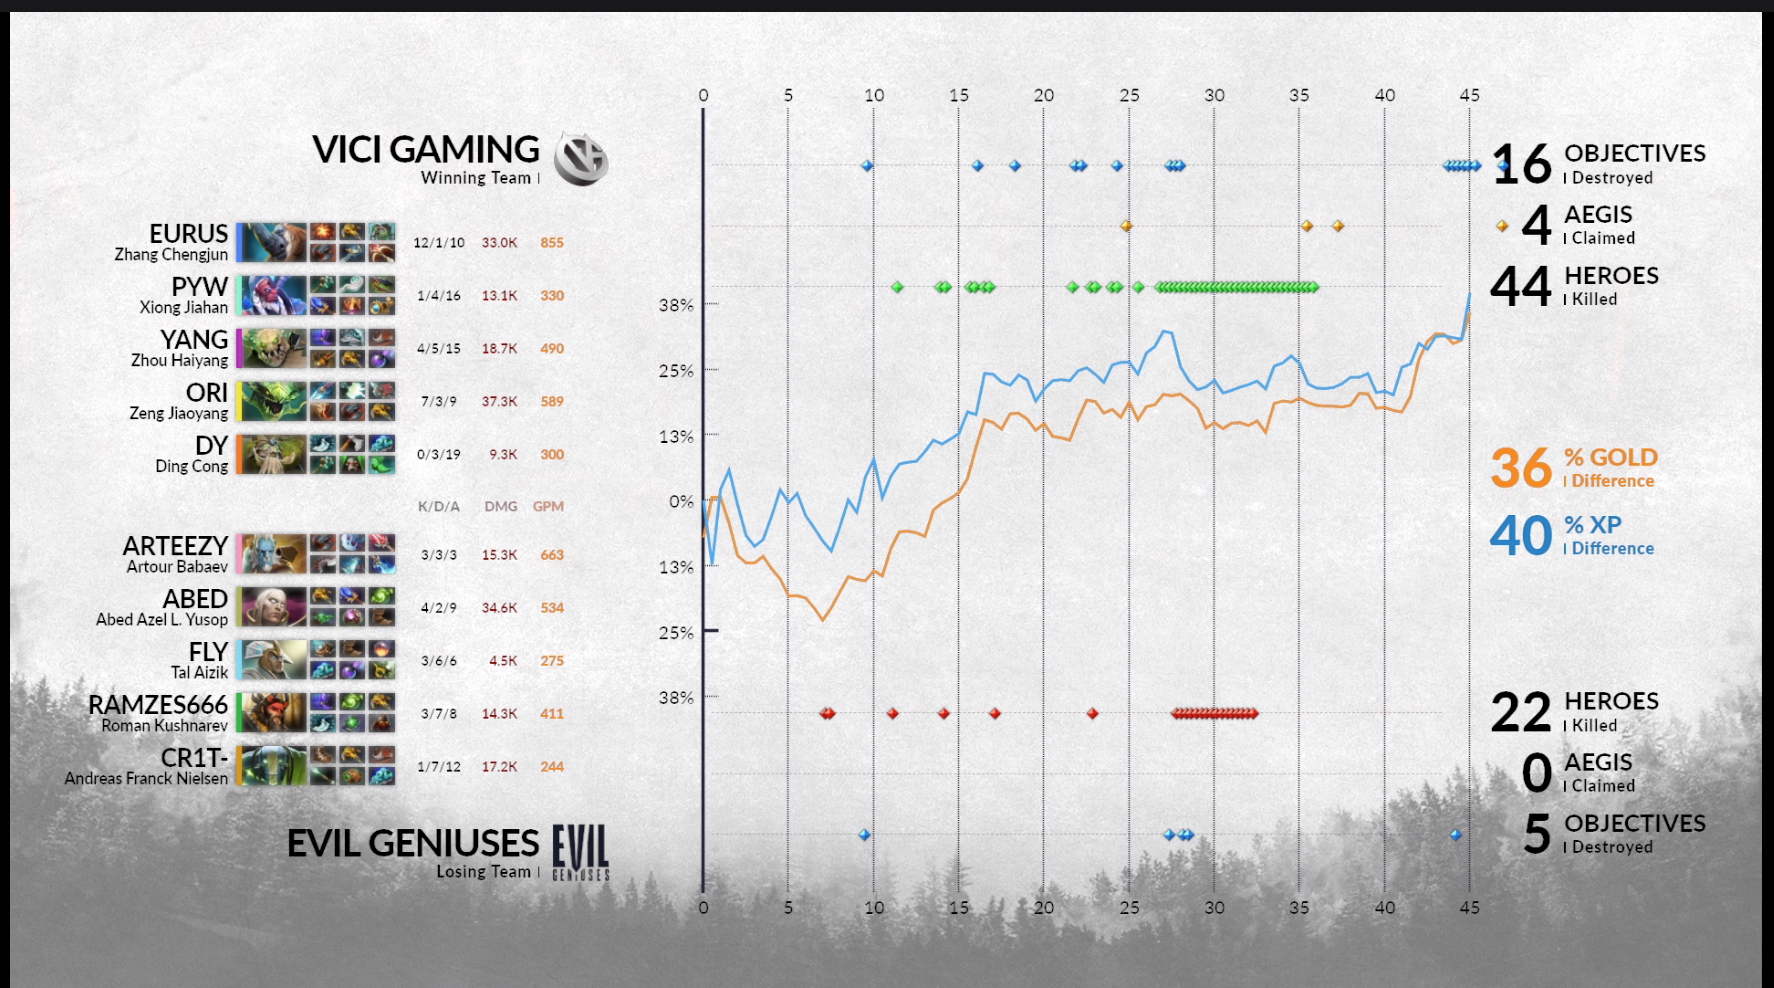 0 5 10 15 20 25 30 35 40 45
VICI GAMING
Winning Team
16 OBJECTIVES
Destroyed
4 AEGIS
Claimed
44 HEROES
Killed
EURUS
Zhang Chengjun
12/1/10 33.0K 855
PYW
Xiong Jiahan
1/4/16 13.1K 330
YANG
Zhou Haiyang
4/5/15 18.7K 490
ORI
Zeng Jiaoyang
7/3/9 37.3K 589
DY
Ding Cong
0/3/19 9.3K 300
K/D/A DMG GPM
ARTEEZY
Artour Babaev
3/3/3 15.3K 663
ABED
Abed Azel L. Yusop
4/2/9 34.6K 534
FLY
Tal Aizik
3/6/6 4.5K 275
RAMZES666
Roman Kushnarev
3/7/8 14.3K 411
CR1T-
Andreas Franck Nielsen
1/7/12 17.2K 244
EVIL GENIUSES
Losing Team
EVIL
GENIUSES
38%
25%
13%
0%
13%
25%
38%
36 % GOLD
Difference
40 % XP
Difference
22 HEROES
Killed
0 AEGIS
Claimed
5 OBJECTIVES
Destroyed
0 5 10 15 20 25 30 35 40 45